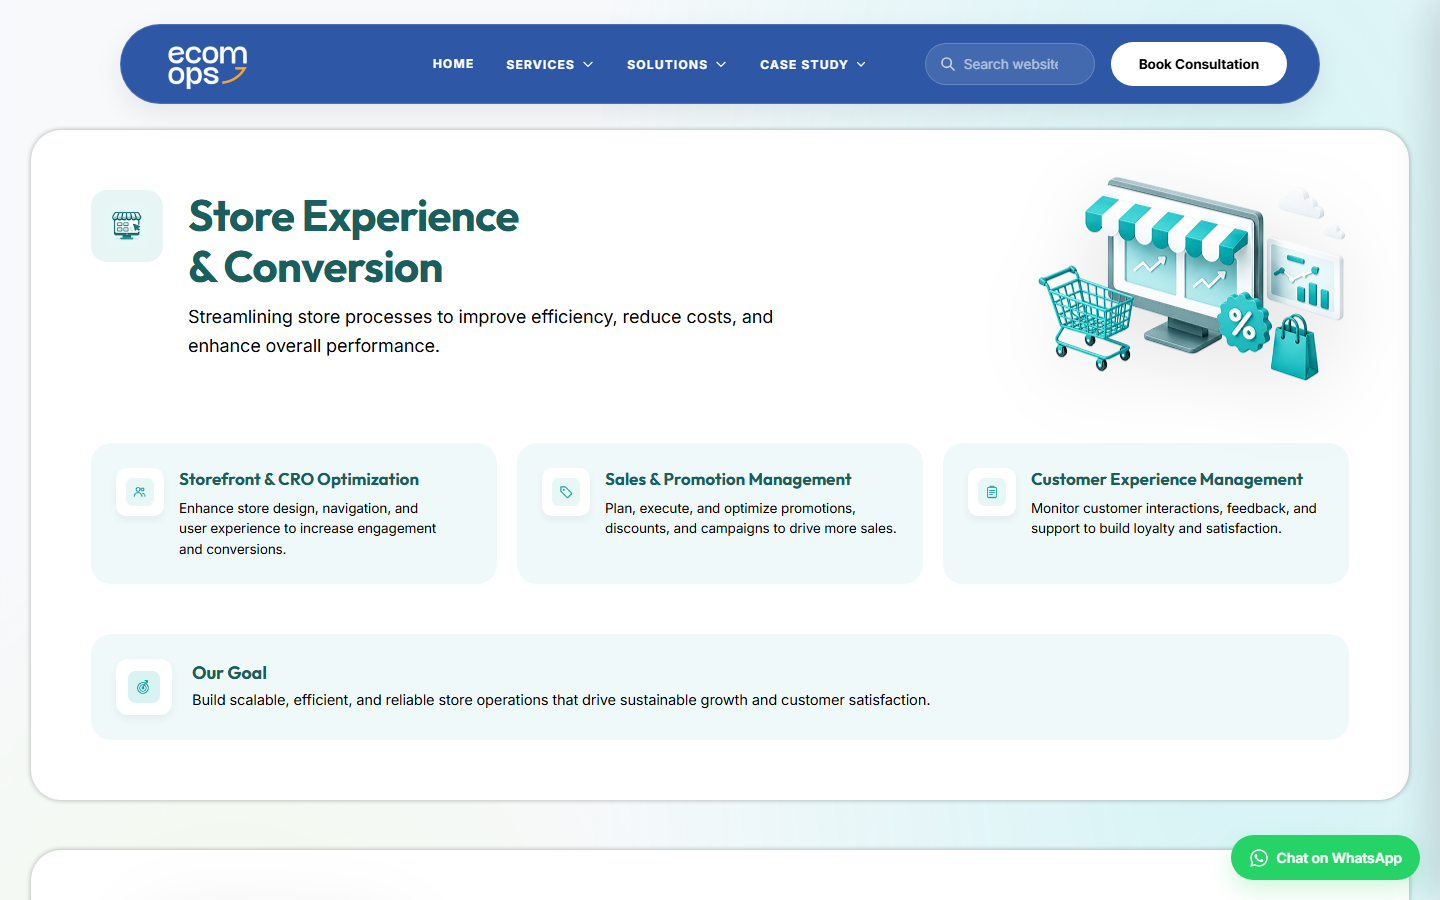 ecom
ops
HOME
SERVICES
SOLUTIONS
CASE STUDY
Search website
Book Consultation
Store Experience
& Conversion
Streamlining store processes to improve efficiency, reduce costs, and
enhance overall performance.
%
Storefront & CRO Optimization
Enhance store design, navigation, and
user experience to increase engagement
and conversions.
Sales & Promotion Management
Plan, execute, and optimize promotions,
discounts, and campaigns to drive more sales.
Customer Experience Management
Monitor customer interactions, feedback, and
support to build loyalty and satisfaction.
Our Goal
Build scalable, efficient, and reliable store operations that drive sustainable growth and customer satisfaction.
Chat on WhatsApp